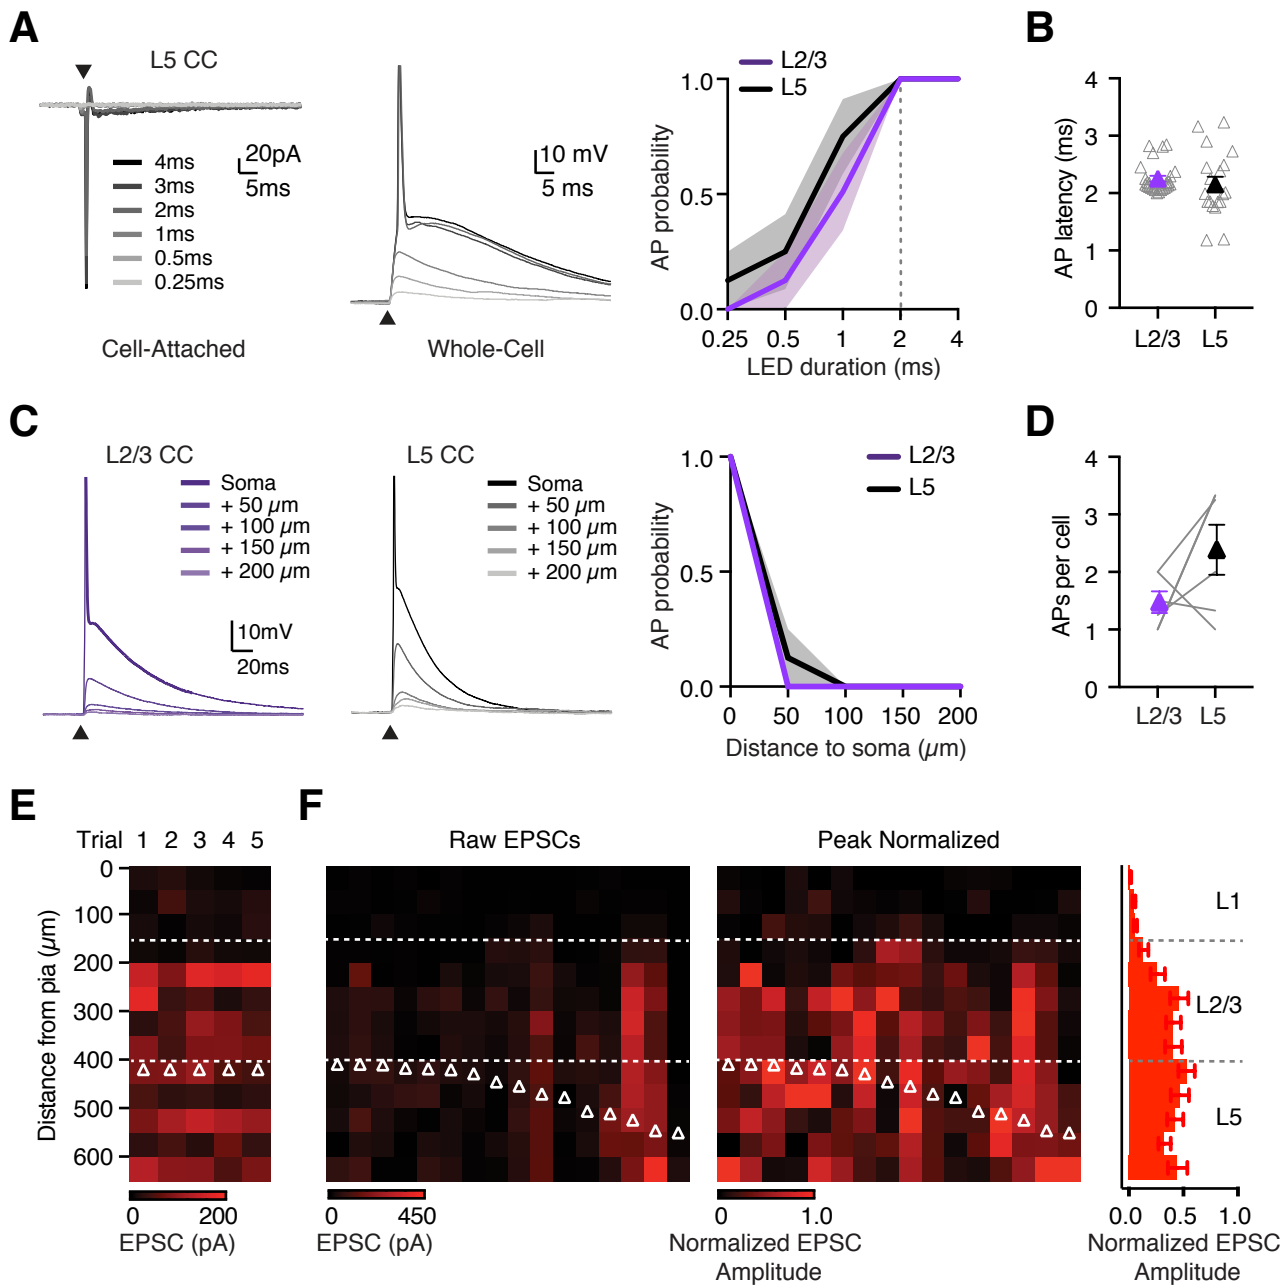 A
L5 CC
4ms
3ms
2ms
1ms
0.5ms
0.25ms
20pA
5ms
Cell-Attached
10 mV
5 ms
Whole-Cell
L2/3
L5
AP probability
1.0
0.5
0.0
0.25 0.5 1 2 4
LED duration (ms)
B
AP latency (ms)
4
3
2
1
0
L2/3 L5
C
L2/3 CC
Soma
+ 50 µm
+ 100 µm
+ 150 µm
+ 200 µm
10mV
20ms
L5 CC
Soma
+ 50 µm
+ 100 µm
+ 150 µm
+ 200 µm
L2/3
L5
AP probability
1.0
0.5
0.0
0 50 100 150 200
Distance to soma (µm)
D
APs per cell
4
3
2
1
0
L2/3 L5
E
Trial 1 2 3 4 5
Distance from pia (µm)
0
100
200
300
400
500
600
0 200
EPSC (pA)
F
Raw EPSCs
0 450
EPSC (pA)
Peak Normalized
0 1.0
Normalized EPSC
Amplitude
L1
L2/3
L5
0.0 0.5 1.0
Normalized EPSC
Amplitude